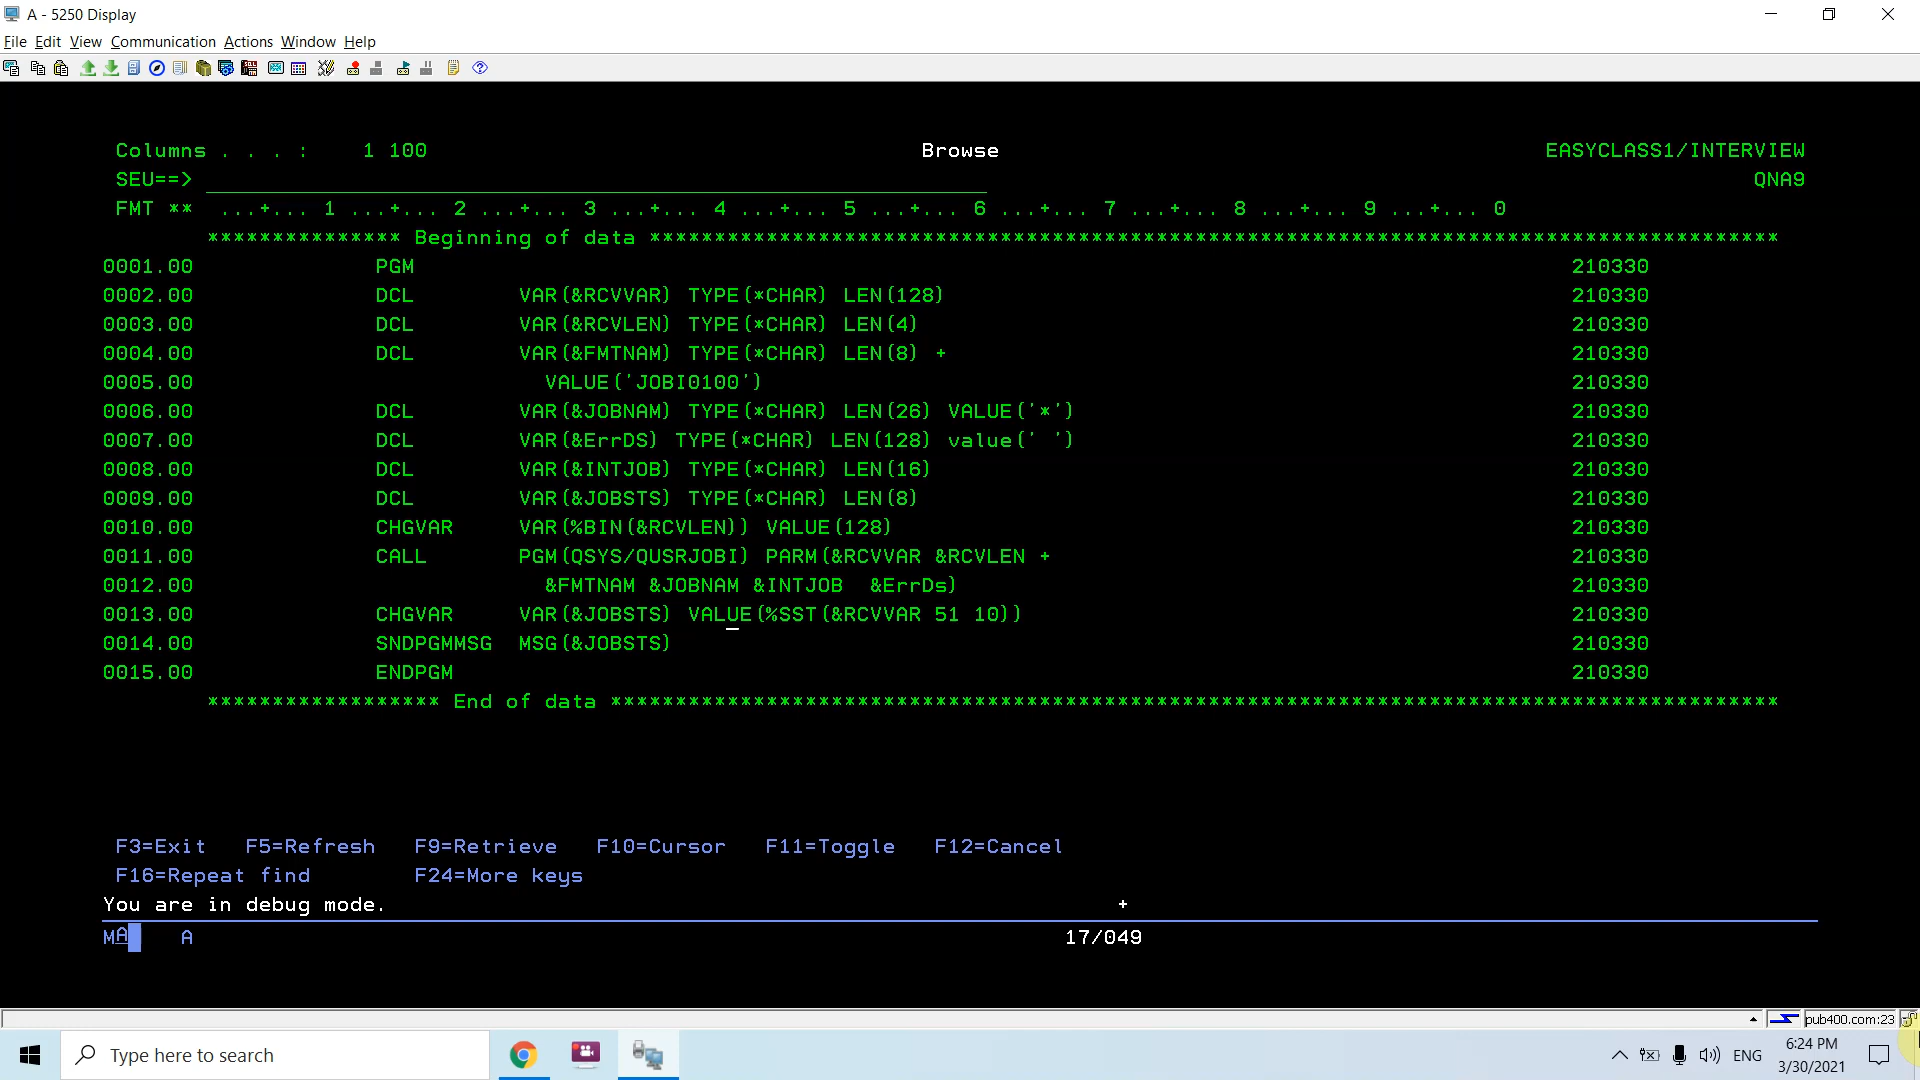 A - 5250 Display
File Edit View Communication Actions Window Help
Columns . . . : 1 100 Browse EASYCLASS1/INTERVIEW
SEU==> QNA9
FMT ** ...+... 1 ...+... 2 ...+... 3 ...+... 4 ...+... 5 ...+... 6 ...+... 7 ...+... 8 ...+... 9 ...+... 0
*************** Beginning of data ***************************************************************************************
0001.00 PGM 210330
0002.00 DCL VAR(&RCVVAR) TYPE(*CHAR) LEN(128) 210330
0003.00 DCL VAR(&RCVLEN) TYPE(*CHAR) LEN(4) 210330
0004.00 DCL VAR(&FMTNAM) TYPE(*CHAR) LEN(8) + 210330
0005.00 VALUE('JOBI0100') 210330
0006.00 DCL VAR(&JOBNAM) TYPE(*CHAR) LEN(26) VALUE('*') 210330
0007.00 DCL VAR(&ErrDS) TYPE(*CHAR) LEN(128) value(' ') 210330
0008.00 DCL VAR(&INTJOB) TYPE(*CHAR) LEN(16) 210330
0009.00 DCL VAR(&JOBSTS) TYPE(*CHAR) LEN(8) 210330
0010.00 CHGVAR VAR(%BIN(&RCVLEN)) VALUE(128) 210330
0011.00 CALL PGM(QSYS/QUSRJOBI) PARM(&RCVVAR &RCVLEN + 210330
0012.00 &FMTNAM &JOBNAM &INTJOB &ErrDs) 210330
0013.00 CHGVAR VAR(&JOBSTS) VALUE(%SST(&RCVVAR 51 10)) 210330
0014.00 SNDPGMMSG MSG(&JOBSTS) 210330
0015.00 ENDPGM 210330
****************** End of data ******************************************************************************************
F3=Exit F5=Refresh F9=Retrieve F10=Cursor F11=Toggle F12=Cancel
F16=Repeat find F24=More keys
You are in debug mode. +
MA A 17/049
pub400.com:23
Type here to search ENG 6:24 PM
3/30/2021